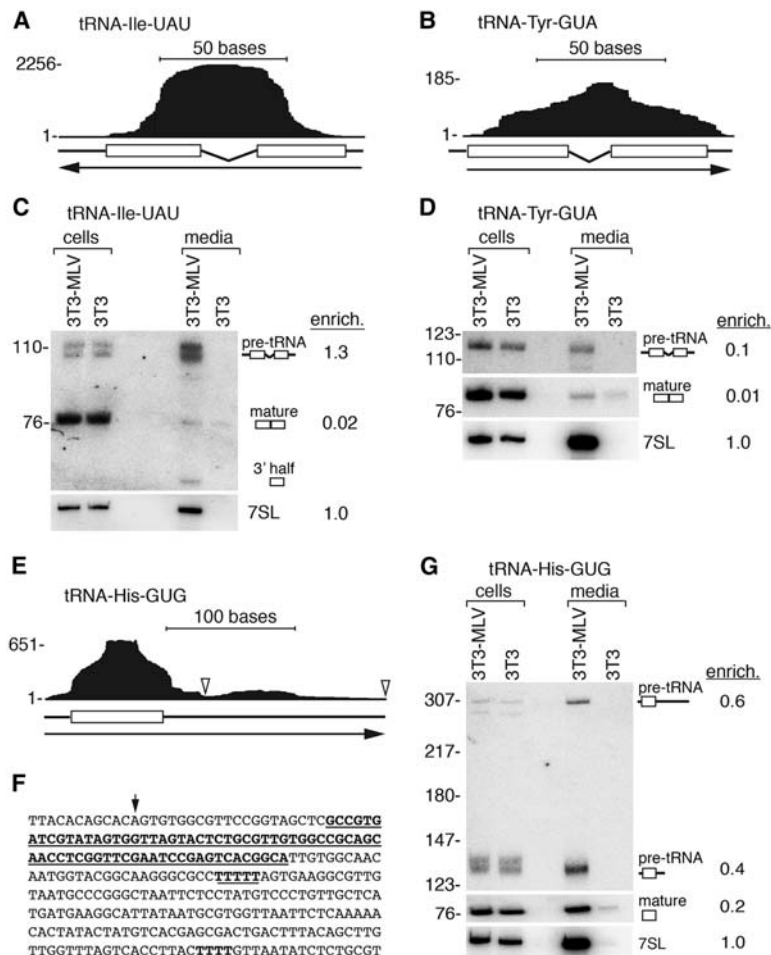 A
tRNA-Ile-UAU
50 bases
2256-
1-
B
tRNA-Tyr-GUA
50 bases
185-
1-
C
tRNA-Ile-UAU
cells
media
3T3-MLV
3T3
3T3-MLV
3T3
enrich.
110-
pre-tRNA
1.3
76-
mature
0.02
3' half
7SL
1.0
D
tRNA-Tyr-GUA
cells
media
3T3-MLV
3T3
3T3-MLV
3T3
enrich.
123-
110-
pre-tRNA
0.1
mature
0.01
76-
7SL
1.0
E
tRNA-His-GUG
100 bases
651-
1-
F
TTACACAGCACAGTGTGGCGTTCCGGTAGCTCGCCGTG
ATCGTATAGTGGTTAGTACTCTGCGTTGTGGCCGCAGC
AACCTCGGTTCGAATCCGAGTCACGGCATTGTGGCAAC
AATGGTACGGCAAGGGCGCCTTTTTAGTGAAGGCGTTG
TAATGCCCGGGCTAATTCTCCTATGTCCCTGTTGCTCA
TGATGAAGGCATTATAATGCGTGGTTAATTCTCAAAAA
CACTATACTATGTCACGAGCGACTGACTTTACAGCTTG
TTGGTTTAGTCACCTTACTTTTGTTAATATCTCTGCGT
G
tRNA-His-GUG
cells
media
3T3-MLV
3T3
3T3-MLV
3T3
enrich.
307-
pre-tRNA
0.6
217-
180-
147-
pre-tRNA
0.4
123-
mature
0.2
76-
7SL
1.0